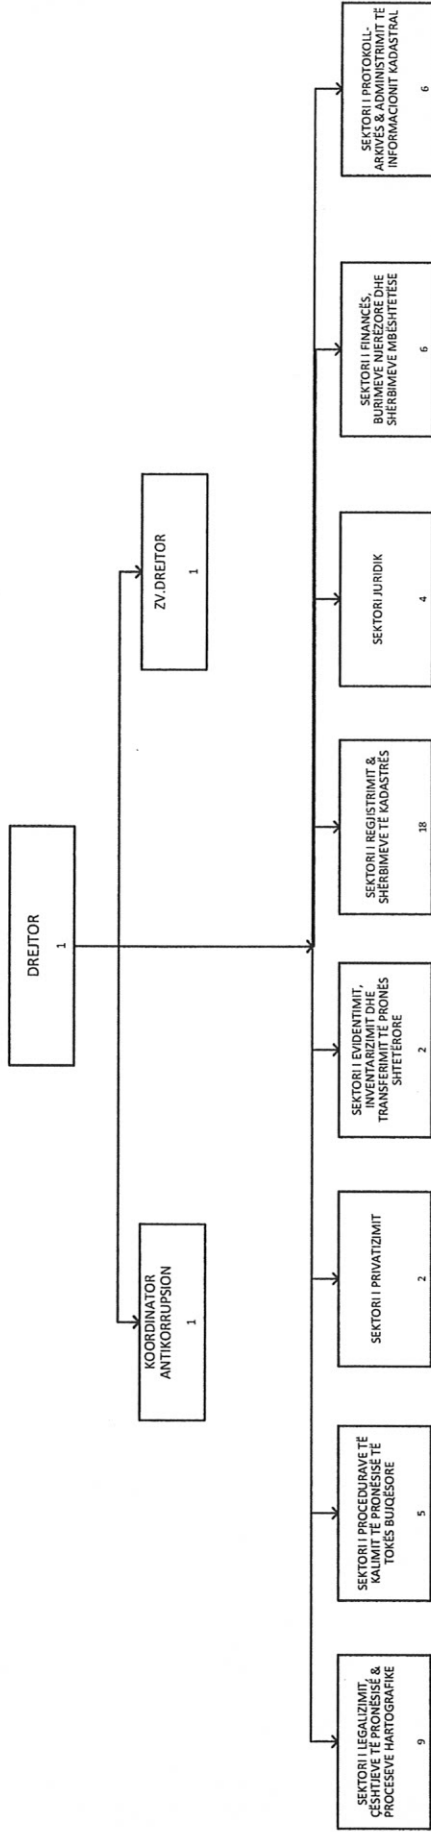 DREJTOR
1
KOORDINATOR
ANTIKORRUPSION
1
ZV.DREJTOR
1
SEKTORI I LEGALIZIMIT,
ÇËSHTJEVE TË PRONËSISË &
PROCESEVE HARTOGRAFIKE
9
SEKTORI I PROCEDURAVE TË
KALIMIT TË PRONËSISË TË
TOKËS BUJQËSORE
5
SEKTORI I PRIVATIZIMIT
2
SEKTORI I EVIDENTIMIT,
INVENTARIZIMIT DHE
TRANSFERIMIT TË PRONËS
SHTETËRORE
2
SEKTORI I REGJISTRIMIT &
SHËRBIMEVE TË KADASTRËS
18
SEKTORI JURIDIK
4
SEKTORI I FINANCËS,
BURIMEVE NJERËZORE DHE
SHËRBIMEVE MBËSHTETËSE
6
SEKTORI I PROTOKOLL-
ARKIVËS & ADMINISTRIMIT TË
INFORMACIONIT KADASTRAL
6